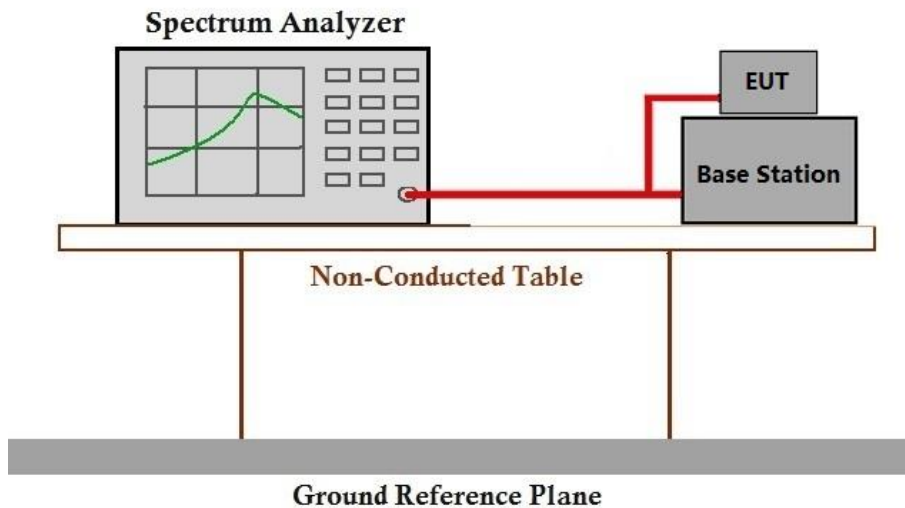 Spectrum Analyzer
EUT
Base Station
Non-Conducted Table
Ground Reference Plane